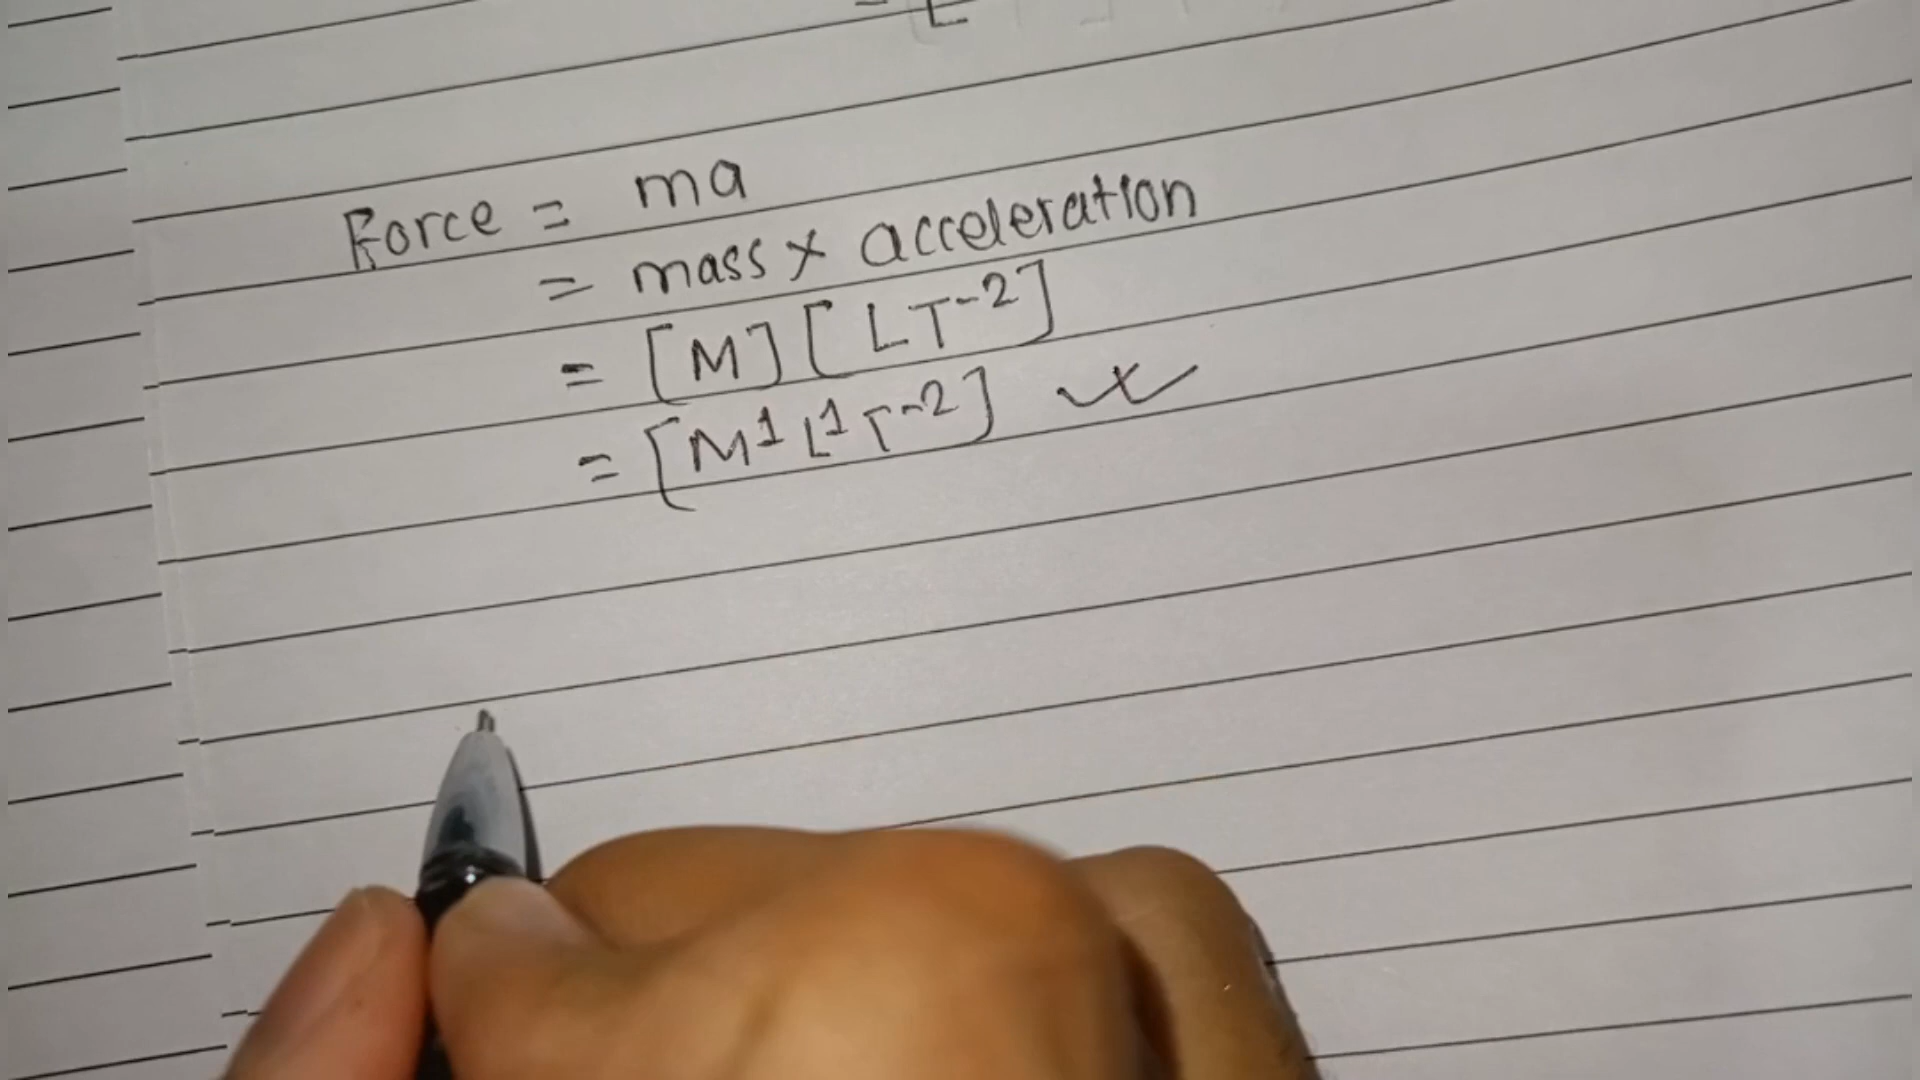 Force = ma
= mass x acceleration
= [M] [LT⁻²]
= [M¹ L¹ T⁻²]